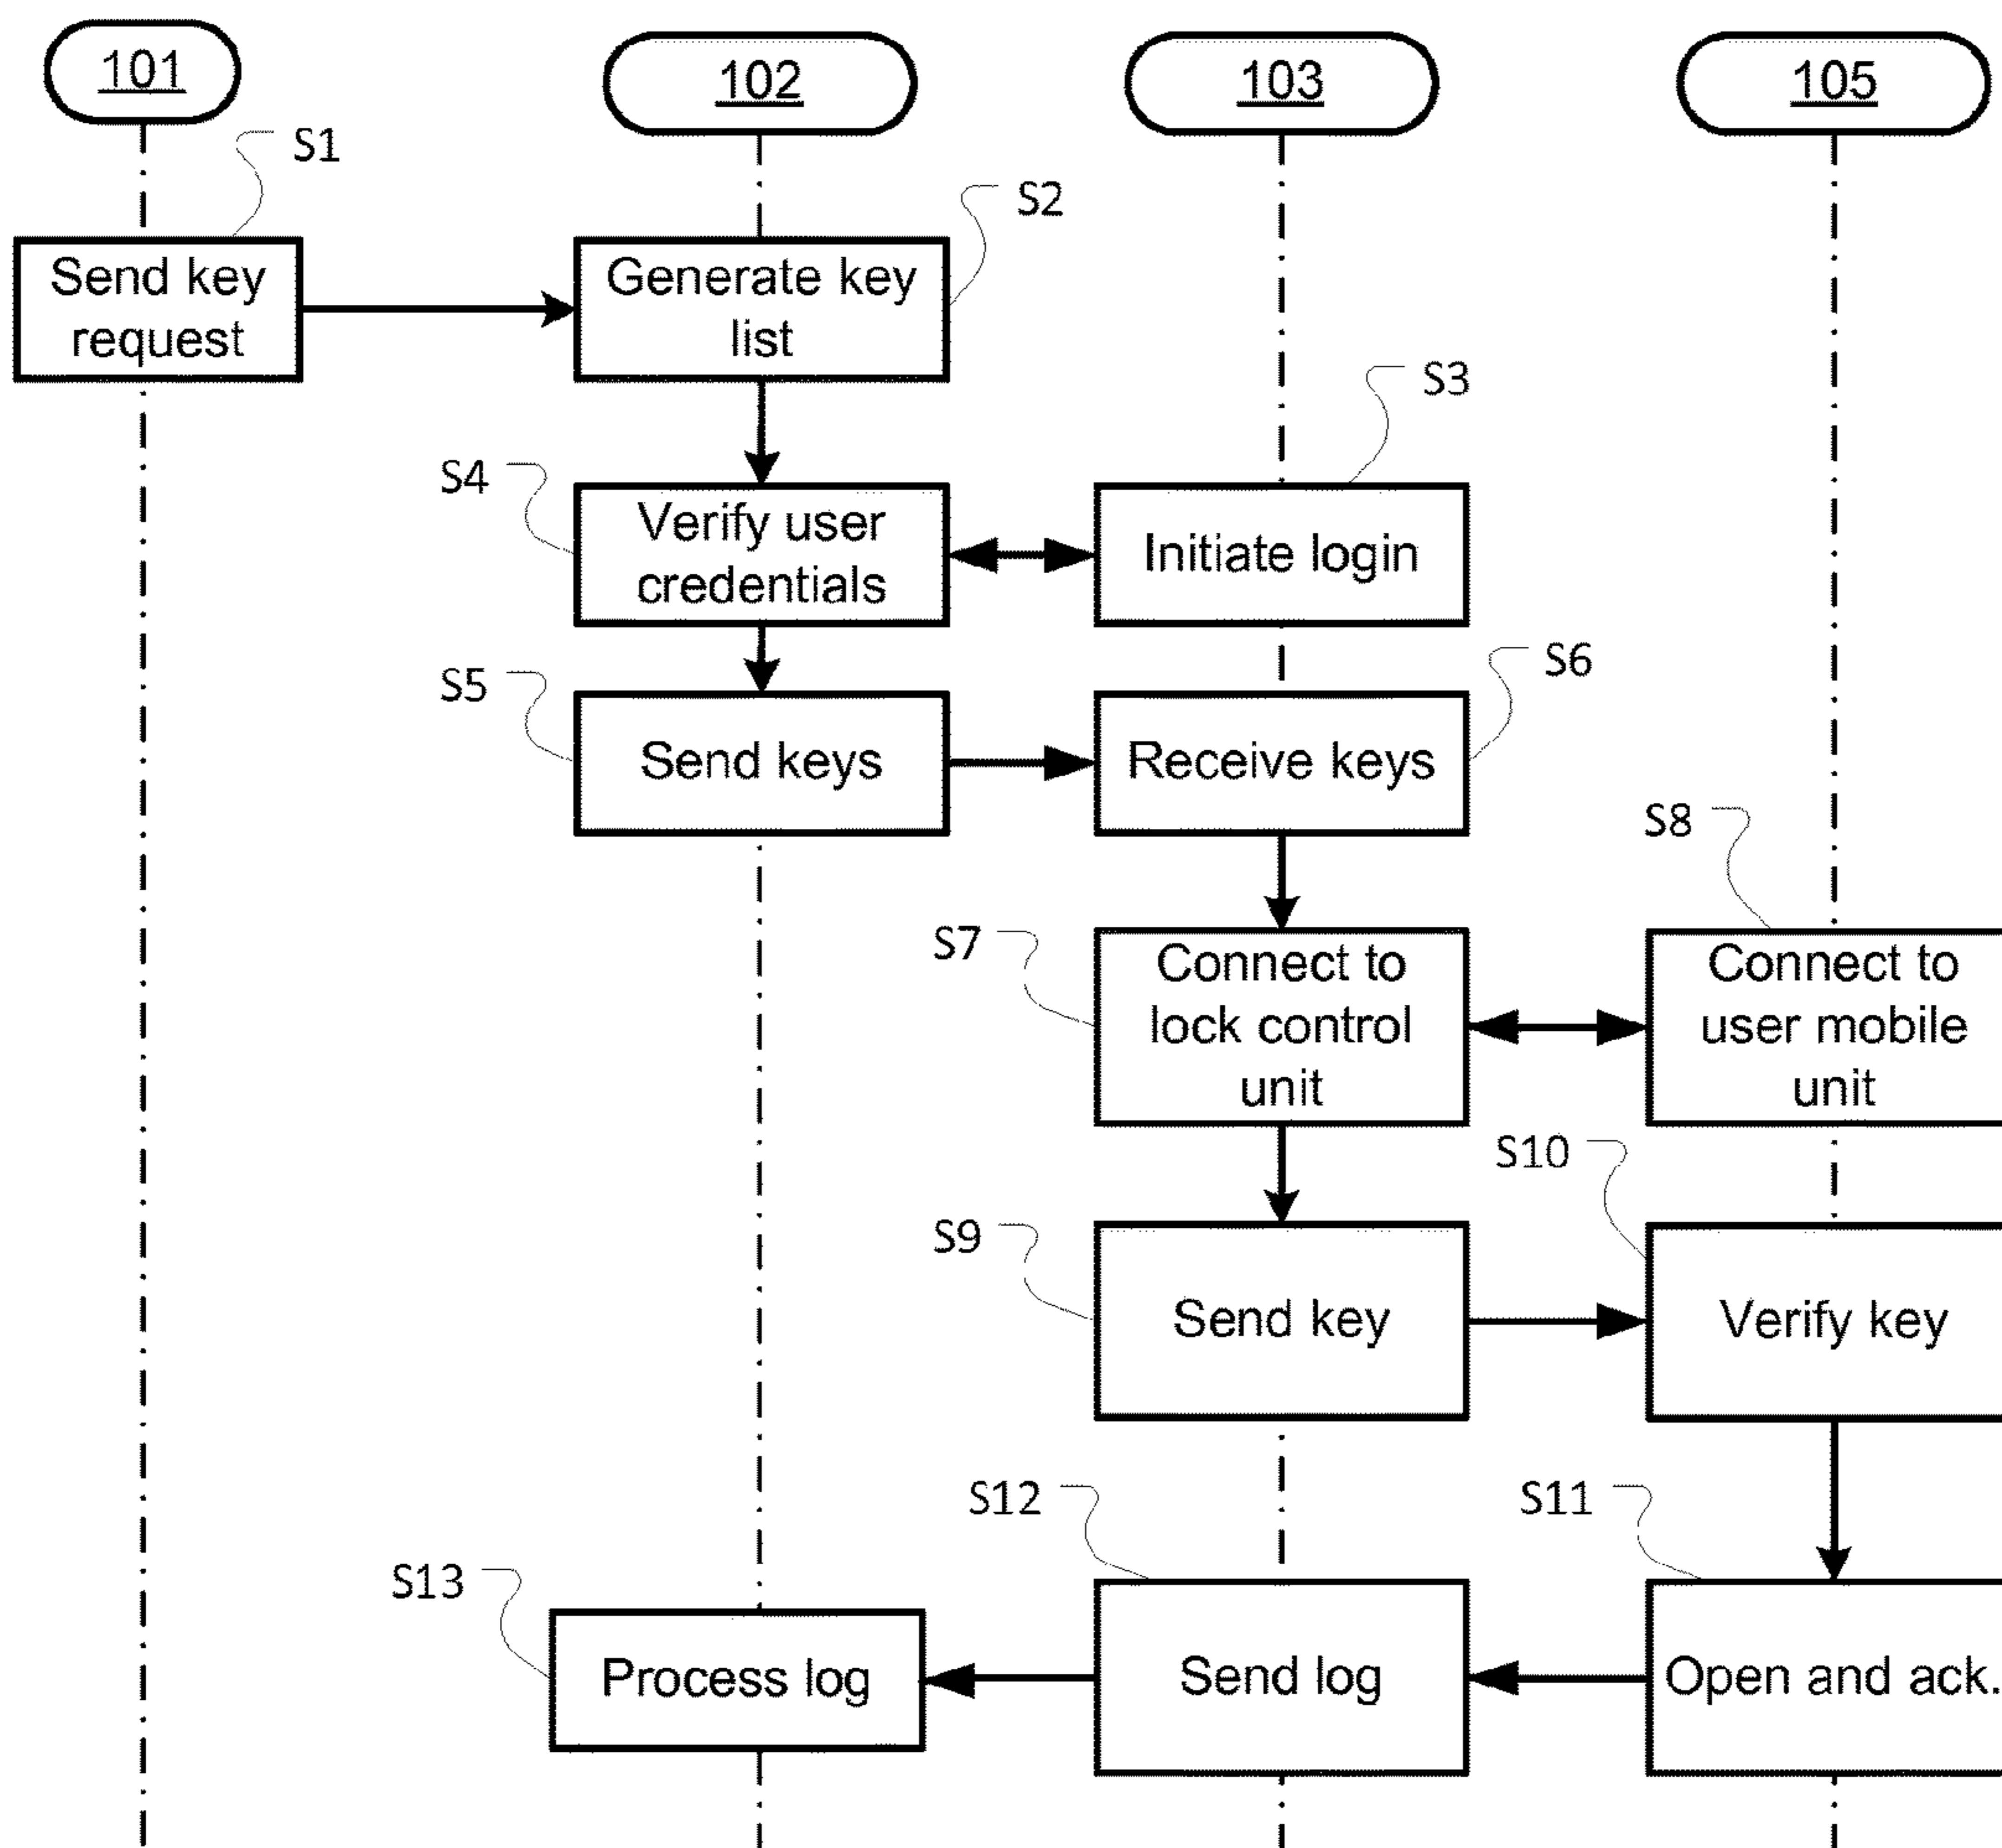 101
102
103
105
S1
S2
Send key
request
Generate key
list
S3
S4
Verify user
credentials
Initiate login
S5
S6
Send keys
Receive keys
S8
S7
Connect to
lock control
unit
Connect to
user mobile
unit
S10
S9
Send key
Verify key
S12
S11
S13
Process log
Send log
Open and ack.